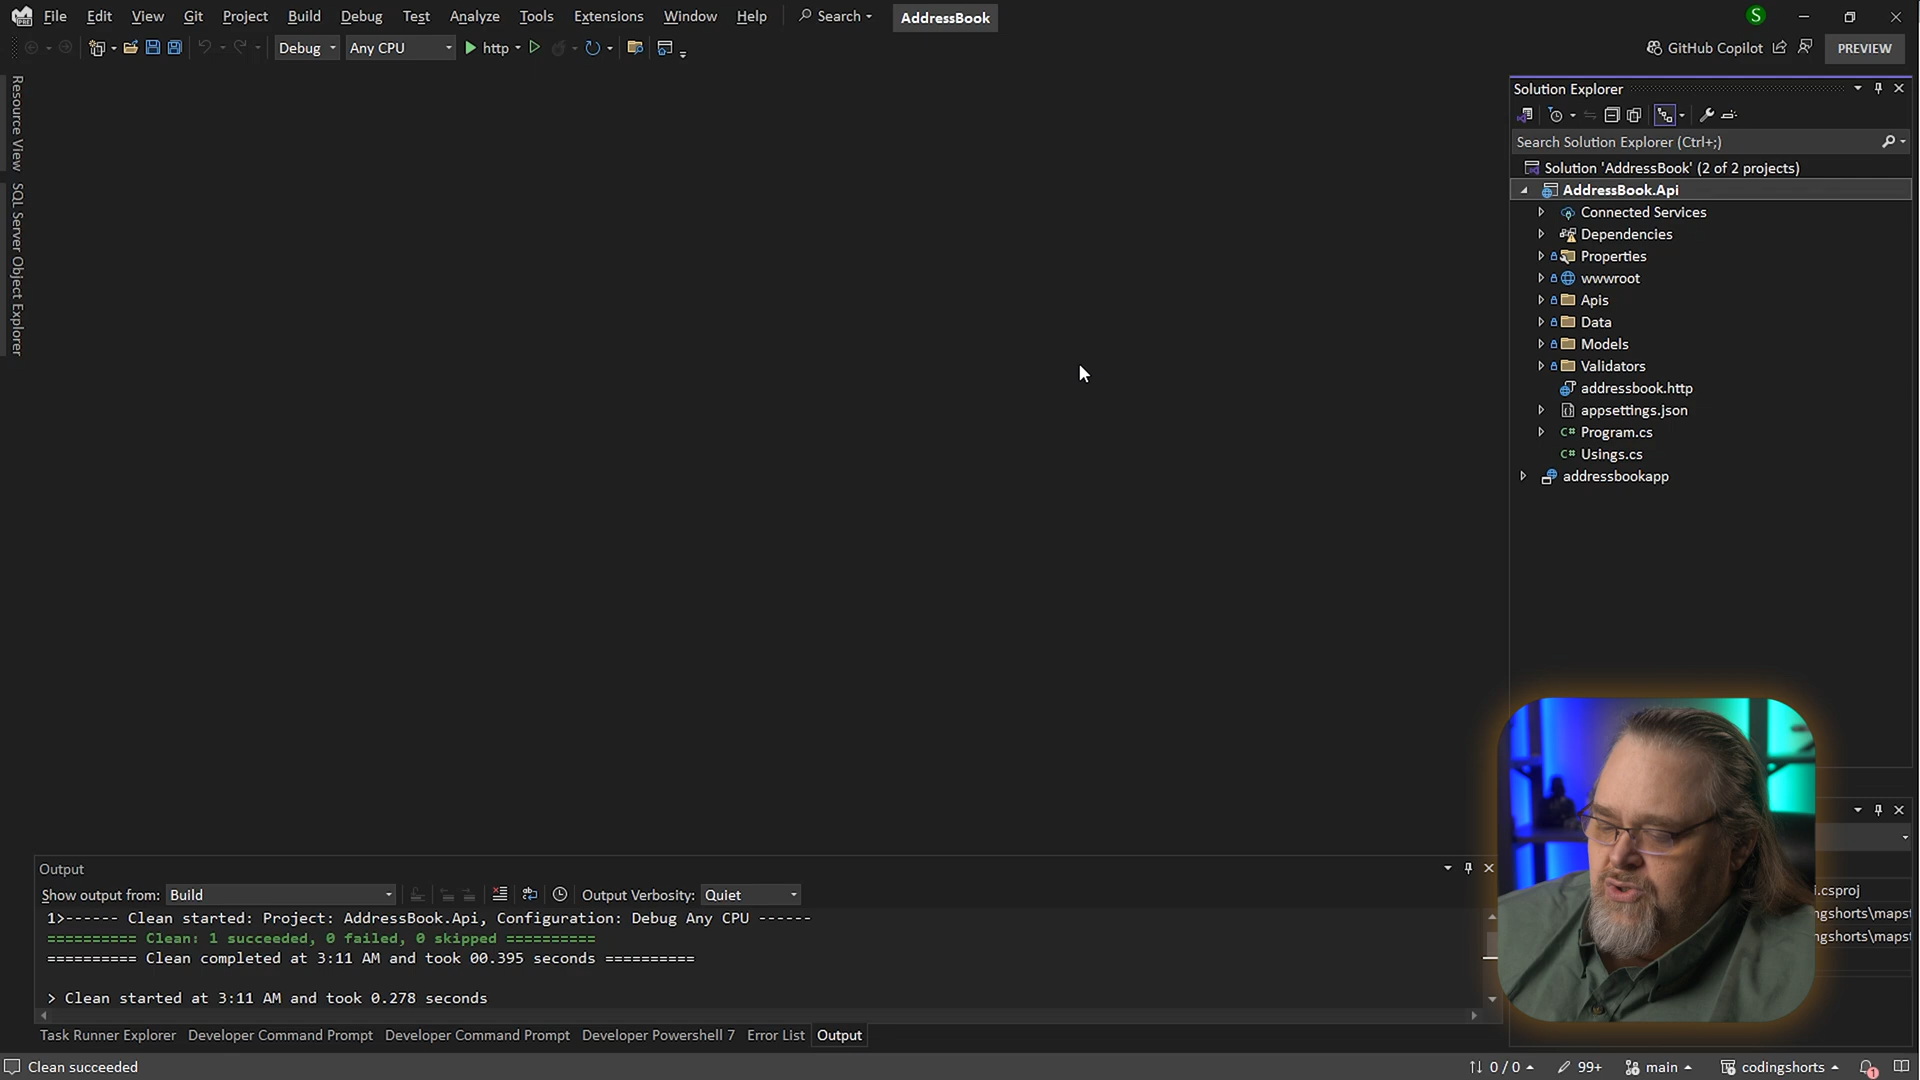 File Edit View Git Project Build Debug Test Analyze Tools Extensions Window Help Search AddressBook S
Debug Any CPU http GitHub Copilot PREVIEW
Resource View
SQL Server Object Explorer
Solution Explorer
Search Solution Explorer (Ctrl+;)
Solution 'AddressBook' (2 of 2 projects)
AddressBook.Api
Connected Services
Dependencies
Properties
wwwroot
Apis
Data
Models
Validators
addressbook.http
appsettings.json
C# Program.cs
C# Usings.cs
addressbookapp
i.csproj
ngshorts\mapst
ngshorts\mapst
Output
Show output from: Build Output Verbosity: Quiet
1>------ Clean started: Project: AddressBook.Api, Configuration: Debug Any CPU ------
========== Clean: 1 succeeded, 0 failed, 0 skipped ==========
========== Clean completed at 3:11 AM and took 00.395 seconds ==========
> Clean started at 3:11 AM and took 0.278 seconds
Task Runner Explorer Developer Command Prompt Developer Command Prompt Developer Powershell 7 Error List Output
Clean succeeded 0 / 0 99+ main codingshorts 1